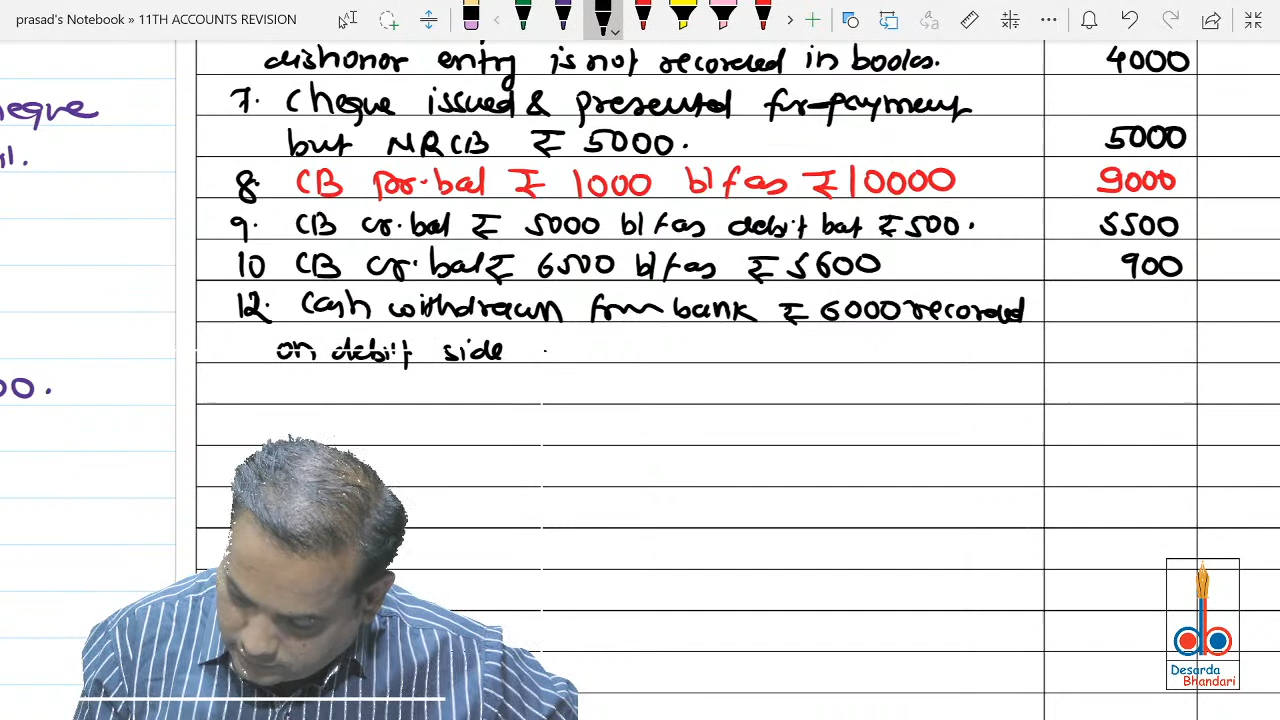 prasad's Notebook » 11TH ACCOUNTS REVISION
dishonor entry is not recorded in books. 4000
heque
7. Cheque issued & presented for payment
but NRCB ₹ 5000. 5000
8. CB pr.bal ₹ 1000 b/f as ₹10000 9000
9. CB cr.bal ₹ 5000 b/f as debit bal ₹500. 5500
10 CB cr.bal ₹ 6500 b/f as ₹5600 900
12. Cash withdrawn from bank ₹ 6000 recorded
on debit side
00.
db
Desarda
Bhandari